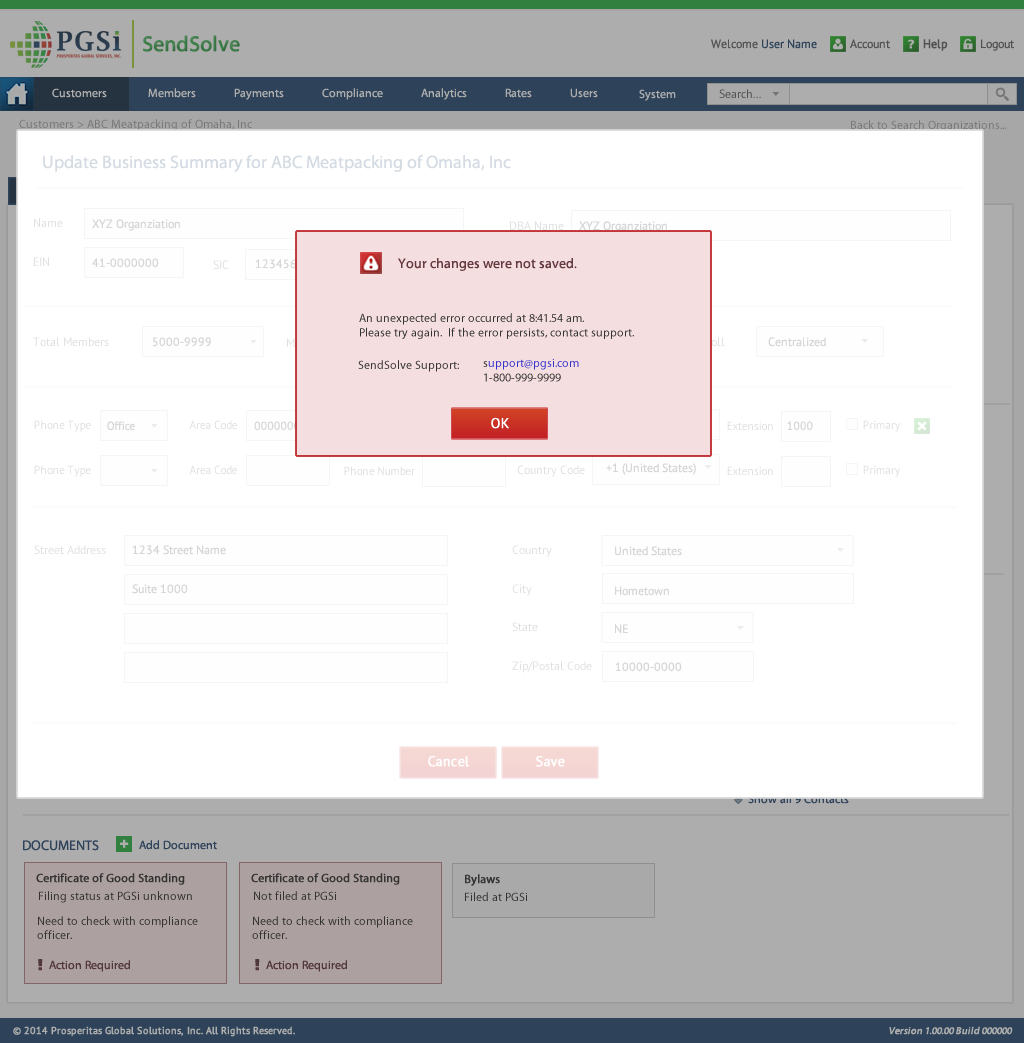 PGSi
PROSPERITAS GLOBAL SERVICES, INC.
SendSolve
Welcome User Name
Account
Help
Logout
Customers
Members
Payments
Compliance
Analytics
Rates
Users
System
Search...
Customers > ABC Meatpacking of Omaha, Inc
Back to Search Organizations...
Update Business Summary for ABC Meatpacking of Omaha, Inc
Name
XYZ Organziation
DBA Name
XYZ Organziation
EIN
41-0000000
SIC
123456
Your changes were not saved.
An unexpected error occurred at 8:41.54 am.
Please try again.  If the error persists, contact support.
SendSolve Support:
support@pgsi.com
1-800-999-9999
OK
Total Members
5000-9999
Centralized
Phone Type
Office
Area Code
Extension
1000
Primary
Phone Type
Area Code
Phone Number
Country Code
+1 (United States)
Extension
Primary
Street Address
1234 Street Name
Country
United States
Suite 1000
City
Hometown
State
NE
Zip/Postal Code
10000-0000
Cancel
Save
Show all 9 Contacts
DOCUMENTS
Add Document
Certificate of Good Standing
Filing status at PGSi unknown
Need to check with compliance
officer.
! Action Required
Certificate of Good Standing
Not filed at PGSi
Need to check with compliance
officer.
! Action Required
Bylaws
Filed at PGSi
© 2014 Prosperitas Global Solutions, Inc. All Rights Reserved.
Version 1.00.00 Build 000000